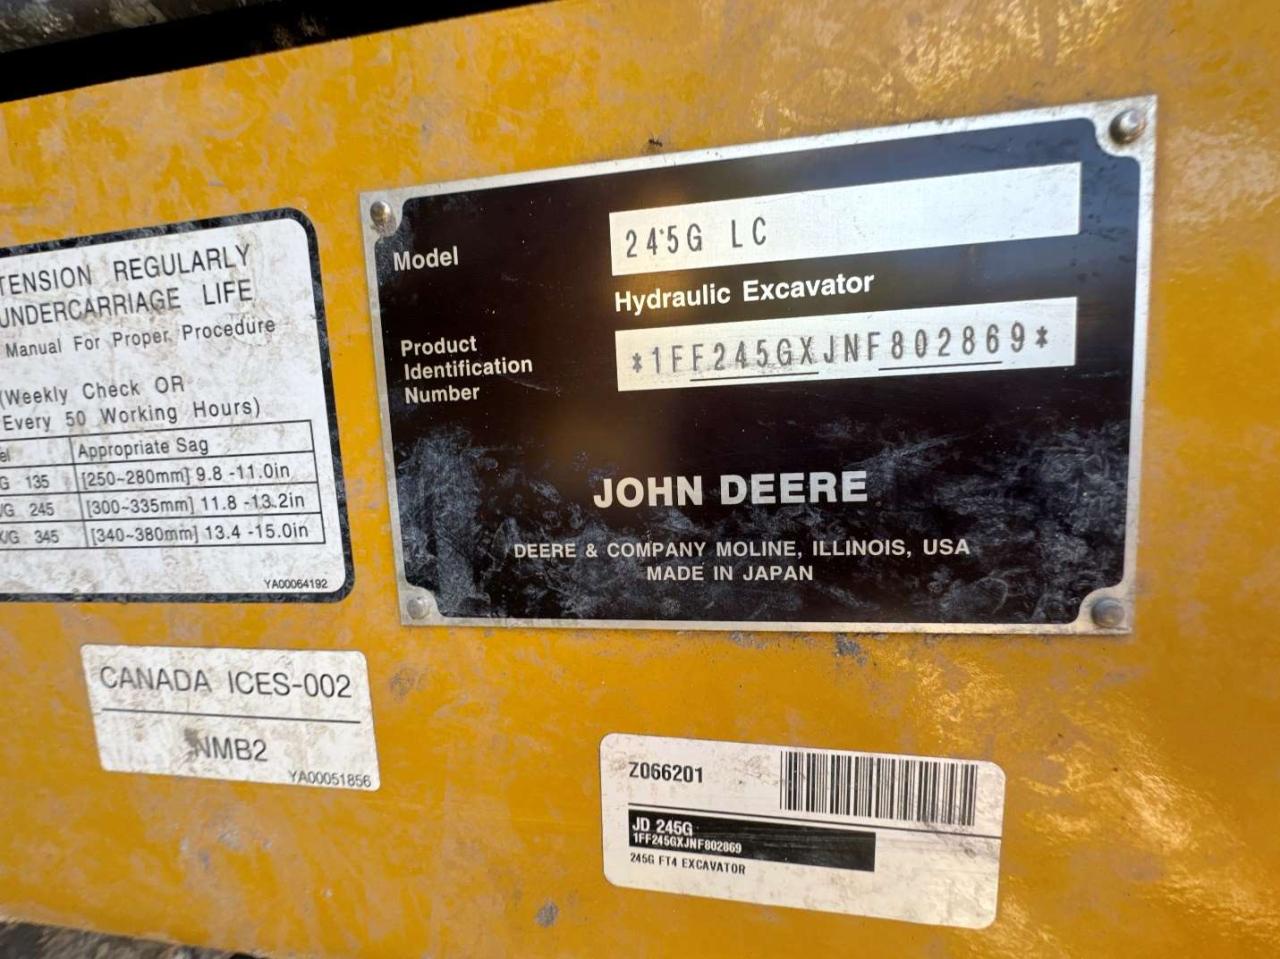 TENSION REGULARLY
UNDERCARRIAGE LIFE
Manual For Proper Procedure
(Weekly Check OR
Every 50 Working Hours)
el Appropriate Sag
G 135 [250~280mm] 9.8 -11.0in
/G 245 [300~335mm] 11.8 -13.2in
/G 345 [340~380mm] 13.4 -15.0in
YA00064192
Model 245G LC
Hydraulic Excavator
Product
Identification
Number
*1FF245GXJNF802869*
JOHN DEERE
DEERE & COMPANY MOLINE, ILLINOIS, USA
MADE IN JAPAN
CANADA ICES-002
NMB2
YA00051856
Z066201
JD 245G
1FF245GXJNF802869
245G FT4 EXCAVATOR